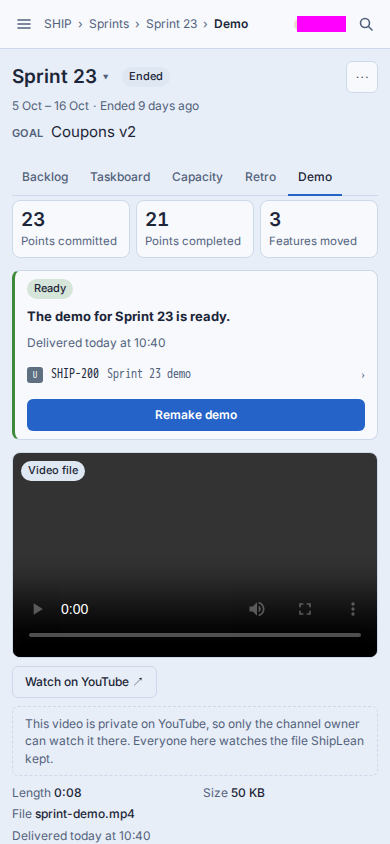 SHIP › Sprints › Sprint 23 › Demo
Sprint 23 ▾ Ended ...
5 Oct – 16 Oct · Ended 9 days ago
GOAL Coupons v2
Backlog Taskboard Capacity Retro Demo
23 21 3
Points committed Points completed Features moved
Ready
The demo for Sprint 23 is ready.
Delivered today at 10:40
U SHIP-200 Sprint 23 demo ›
Remake demo
Video file
0:00
Watch on YouTube ↗
This video is private on YouTube, so only the channel owner
can watch it there. Everyone here watches the file ShipLean
kept.
Length 0:08 Size 50 KB
File sprint-demo.mp4
Delivered today at 10:40